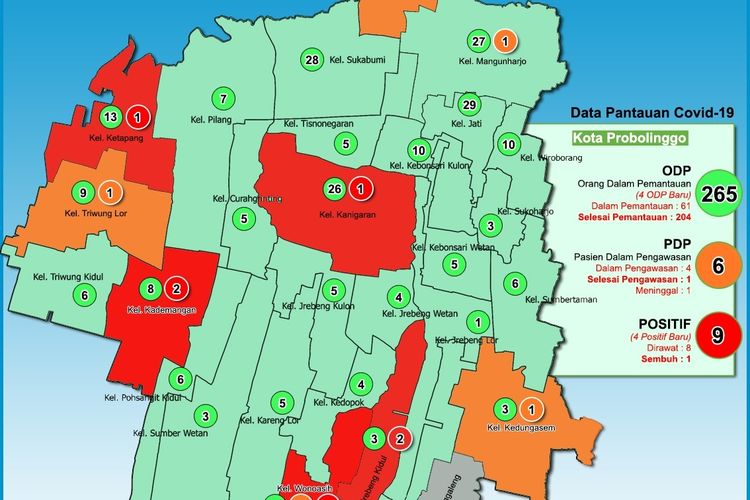 27 1
Kel. Mangunharjo
28 Kel. Sukabumi
7
Kel. Pilang
29
Kel. Jati
13 1
Kel. Ketapang
Kel. Tisnonegaran
5
10
Kel. Kebonsari Kulon
10
Kel. Wiroborang
9 1
Kel. Triwung Lor
26 1
Kel. Kanigaran
Kel. Curahgrinting
5
3
Kel. Sukoharjo
Kel. Kebonsari Wetan
5
Kel. Triwung Kidul
6
8 2
Kel. Kademangan
5
Kel. Jrebeng Kulon
4
Kel. Jrebeng Wetan
6
Kel. Sumbertaman
1
Kel. Jrebeng Lor
6
Kel. Pohsangit Kidul
3
Kel. Sumber Wetan
5
Kel. Kareng Lor
4
Kel. Kedopok
3 2
3 1
Kel. Kedungasem
Kel. Wonoasih
Data Pantauan Covid-19
Kota Probolinggo
ODP
Orang Dalam Pemantauan
(4 ODP Baru)
Dalam Pemantauan : 61
Selesai Pemantauan : 204
265
PDP
Pasien Dalam Pengawasan
Dalam Pengawasan : 4
Selesai Pengawasan : 1
Meninggal : 1
6
POSITIF
(4 Positif Baru)
Dirawat : 8
Sembuh : 1
9